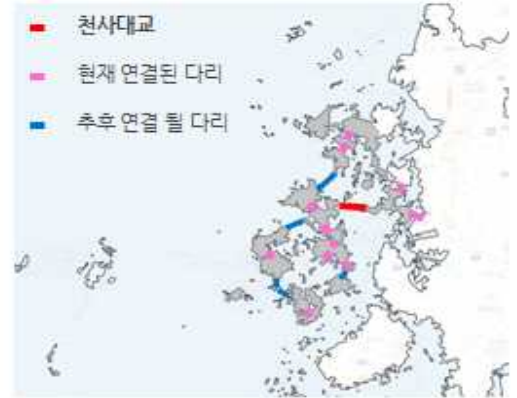 천사대교
현재 연결된 다리
추후 연결 될 다리